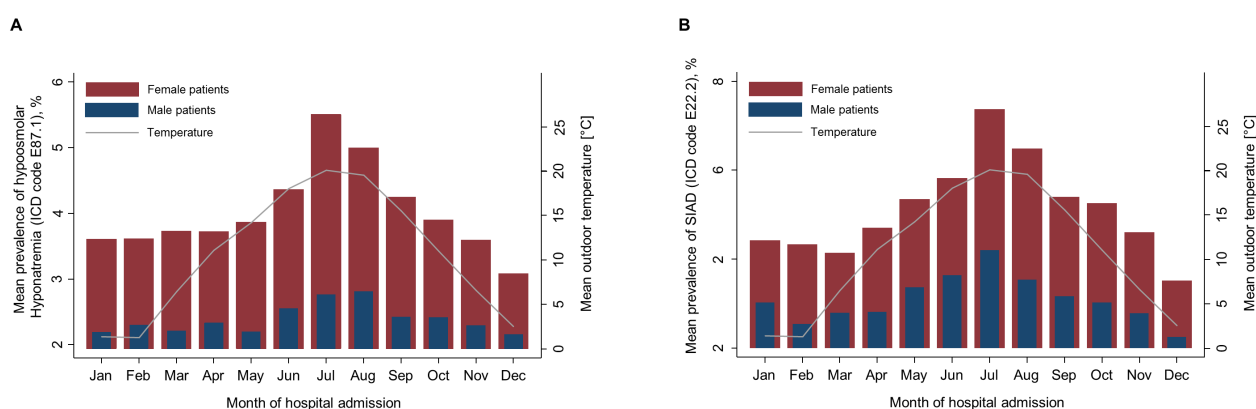 A
Mean prevalence of hypoosmolar
Hyponatremia (ICD code E87.1), %
6
5
4
3
2
Female patients
Male patients
Temperature
25
20
15
10
5
0
Mean outdoor temperature [°C]
Jan Feb Mar Apr May Jun Jul Aug Sep Oct Nov Dec
Month of hospital admission
B
Mean prevalence of SIAD (ICD code E22.2), %
8
6
2
2
Female patients
Male patients
Temperature
25
20
15
10
5
0
Mean outdoor temperature [°C]
Jan Feb Mar Apr May Jun Jul Aug Sep Oct Nov Dec
Month of hospital admission